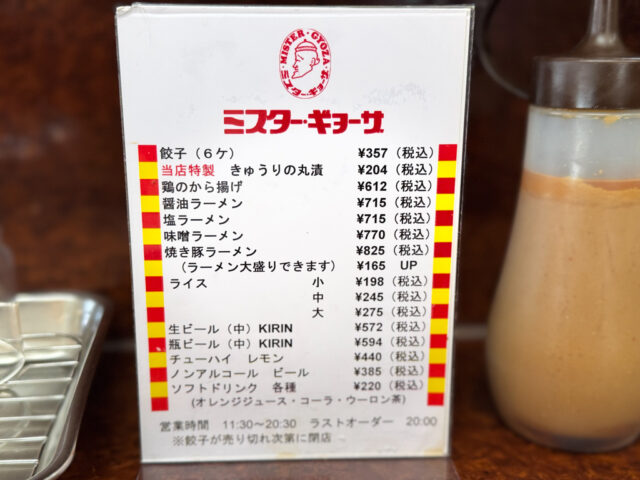 MISTER・GYOZA・ミスター・ギョーザ
ミスター・ギョーザ
餃子（6ケ） ¥357（税込）
当店特製 きゅうりの丸漬 ¥204（税込）
鶏のから揚げ ¥612（税込）
醤油ラーメン ¥715（税込）
塩ラーメン ¥715（税込）
味噌ラーメン ¥770（税込）
焼き豚ラーメン ¥825（税込）
（ラーメン大盛りできます） ¥165 UP
ライス 小 ¥198（税込）
中 ¥245（税込）
大 ¥275（税込）
生ビール（中）KIRIN ¥572（税込）
瓶ビール（中）KIRIN ¥594（税込）
チューハイ レモン ¥440（税込）
ノンアルコール ビール ¥385（税込）
ソフトドリンク 各種 ¥220（税込）
(オレンジジュース・コーラ・ウーロン茶)
営業時間 11:30～20:30 ラストオーダー 20:00
※餃子が売り切れ次第に閉店